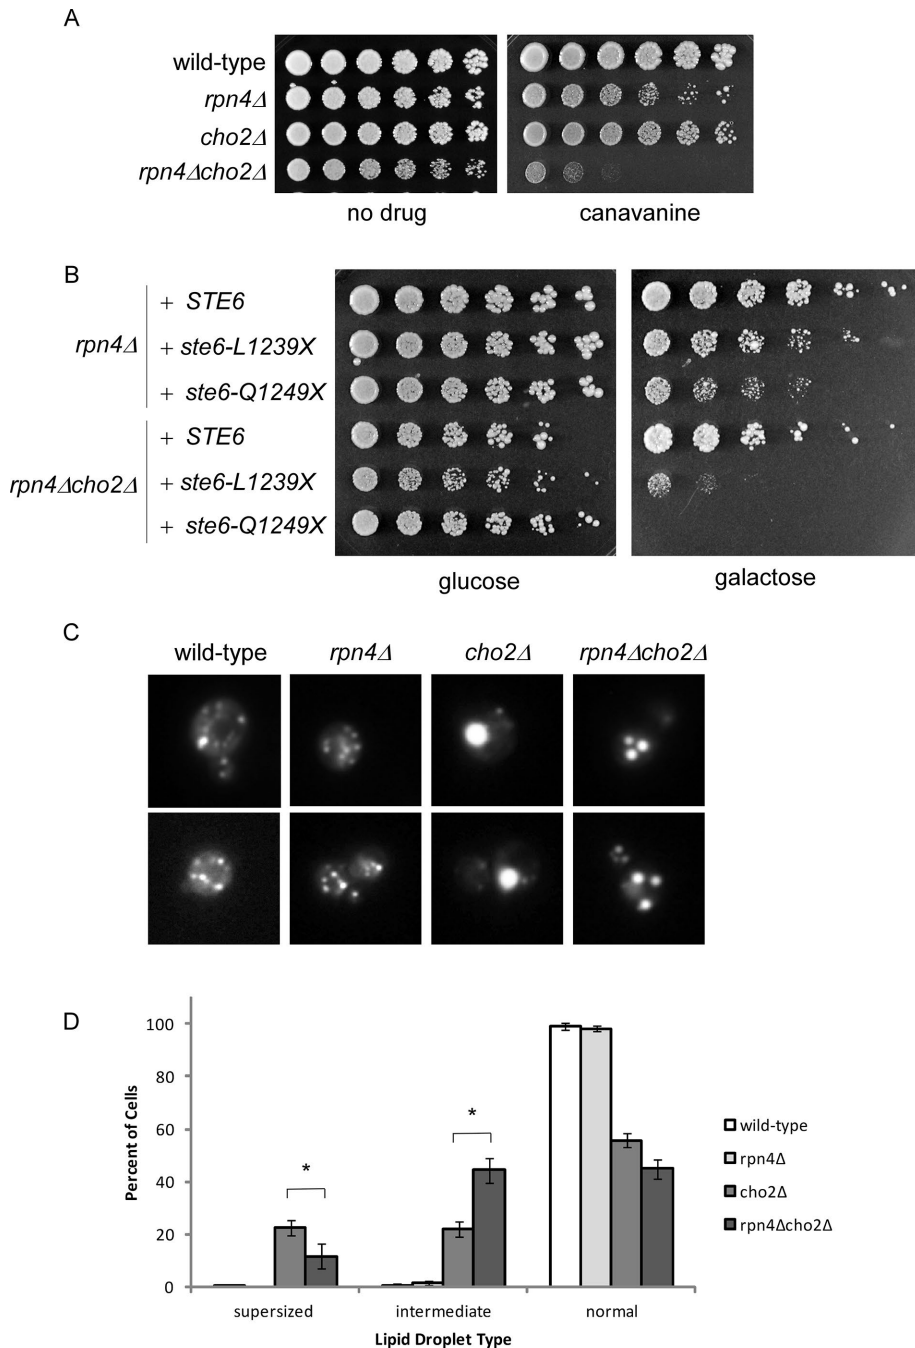 A
wild-type
rpn4Δ
cho2Δ
rpn4Δcho2Δ
no drug
canavanine
B
rpn4Δ
+ STE6
+ ste6-L1239X
+ ste6-Q1249X
rpn4Δcho2Δ
+ STE6
+ ste6-L1239X
+ ste6-Q1249X
glucose
galactose
C
wild-type
rpn4Δ
cho2Δ
rpn4Δcho2Δ
D
Percent of Cells
100
80
60
40
20
0
*
*
supersized
intermediate
normal
Lipid Droplet Type
wild-type
rpn4Δ
cho2Δ
rpn4Δcho2Δ